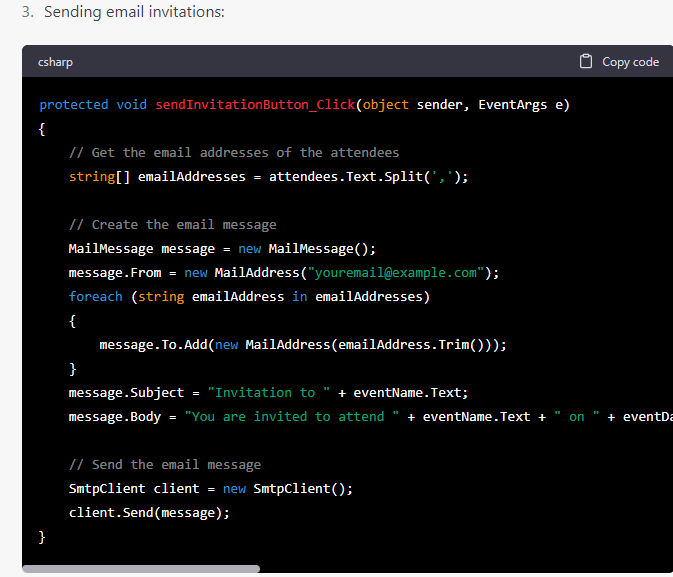 3. Sending email invitations:
csharp
Copy code
protected void sendInvitationButton_Click(object sender, EventArgs e)
{
    // Get the email addresses of the attendees
    string[] emailAddresses = attendees.Text.Split(',');

    // Create the email message
    MailMessage message = new MailMessage();
    message.From = new MailAddress("youremail@example.com");
    foreach (string emailAddress in emailAddresses)
    {
        message.To.Add(new MailAddress(emailAddress.Trim()));
    }
    message.Subject = "Invitation to " + eventName.Text;
    message.Body = "You are invited to attend " + eventName.Text + " on " + eventDa

    // Send the email message
    SmtpClient client = new SmtpClient();
    client.Send(message);
}